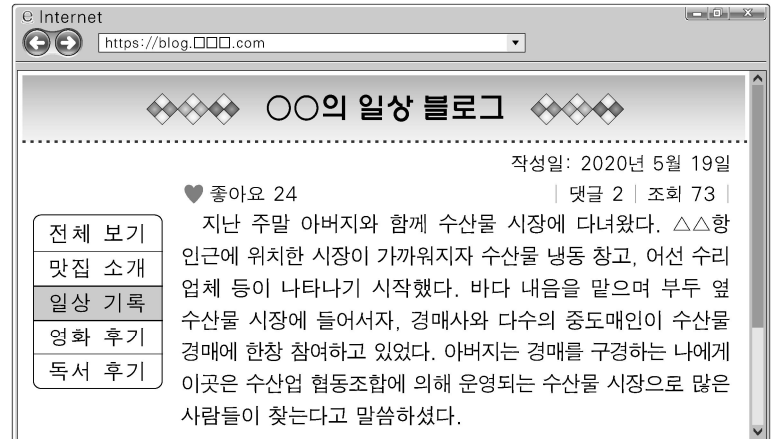 e Internet
https://blog.□□□.com
○○의 일상 블로그
작성일: 2020년 5월 19일
♥ 좋아요 24 | 댓글 2 | 조회 73 |
전체 보기
맛집 소개
일상 기록
영화 후기
독서 후기
지난 주말 아버지와 함께 수산물 시장에 다녀왔다. △△항
인근에 위치한 시장이 가까워지자 수산물 냉동 창고, 어선 수리
업체 등이 나타나기 시작했다. 바다 내음을 맡으며 부두 옆
수산물 시장에 들어서자, 경매사와 다수의 중도매인이 수산물
경매에 한창 참여하고 있었다. 아버지는 경매를 구경하는 나에게
이곳은 수산업 협동조합에 의해 운영되는 수산물 시장으로 많은
사람들이 찾는다고 말씀하셨다.